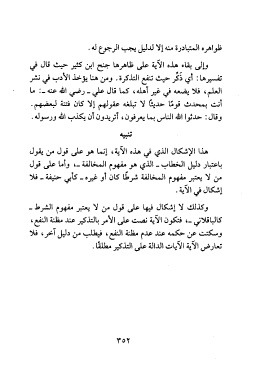 ظواهره المتبادرة منه إلا لدليل يجب الرجوع له.
وإلى بقاء هذه الآية على ظاهرها جنح ابن كثير حيث قال في
تفسيرها: أي ذَكِّر حيث تنفع التذكرة. ومن هنا يؤخذ الأدب في نشر
العلم، فلا يضعه في غير أهله، كما قال علي ـ رضي الله عنه ـ: ما
أنت بمحدث قومًا حديثًا لا تبلغه عقولهم إلا كان فتنة لبعضهم.
وقال: حدثوا الله الناس بما يعرفون، أتريدون أن يكذب الله ورسوله.
تنبيه
هذا الإشكال الذي في هذه الآية، إنما هو على قول من يقول
باعتبار دليل الخطاب ـ الذي هو مفهوم المخالفة ـ، وأما على قول
من لا يعتبر مفهوم المخالفة شرطًا كان أو غيره ـ كأبي حنيفة ـ فلا
إشكال في الآية.
وكذلك لا إشكال فيها على قول من لا يعتبر مفهوم الشرط ـ
كالباقلاني ـ، فتكون الآية نصت على الأمر بالتذكير عند مظنة النفع،
وسكتت عن حكمه عند عدم مظنة النفع، فيطلب من دليل آخر، فلا
تعارض الآية الآيات الدالة على التذكير مطلقًا.
٣٥٢